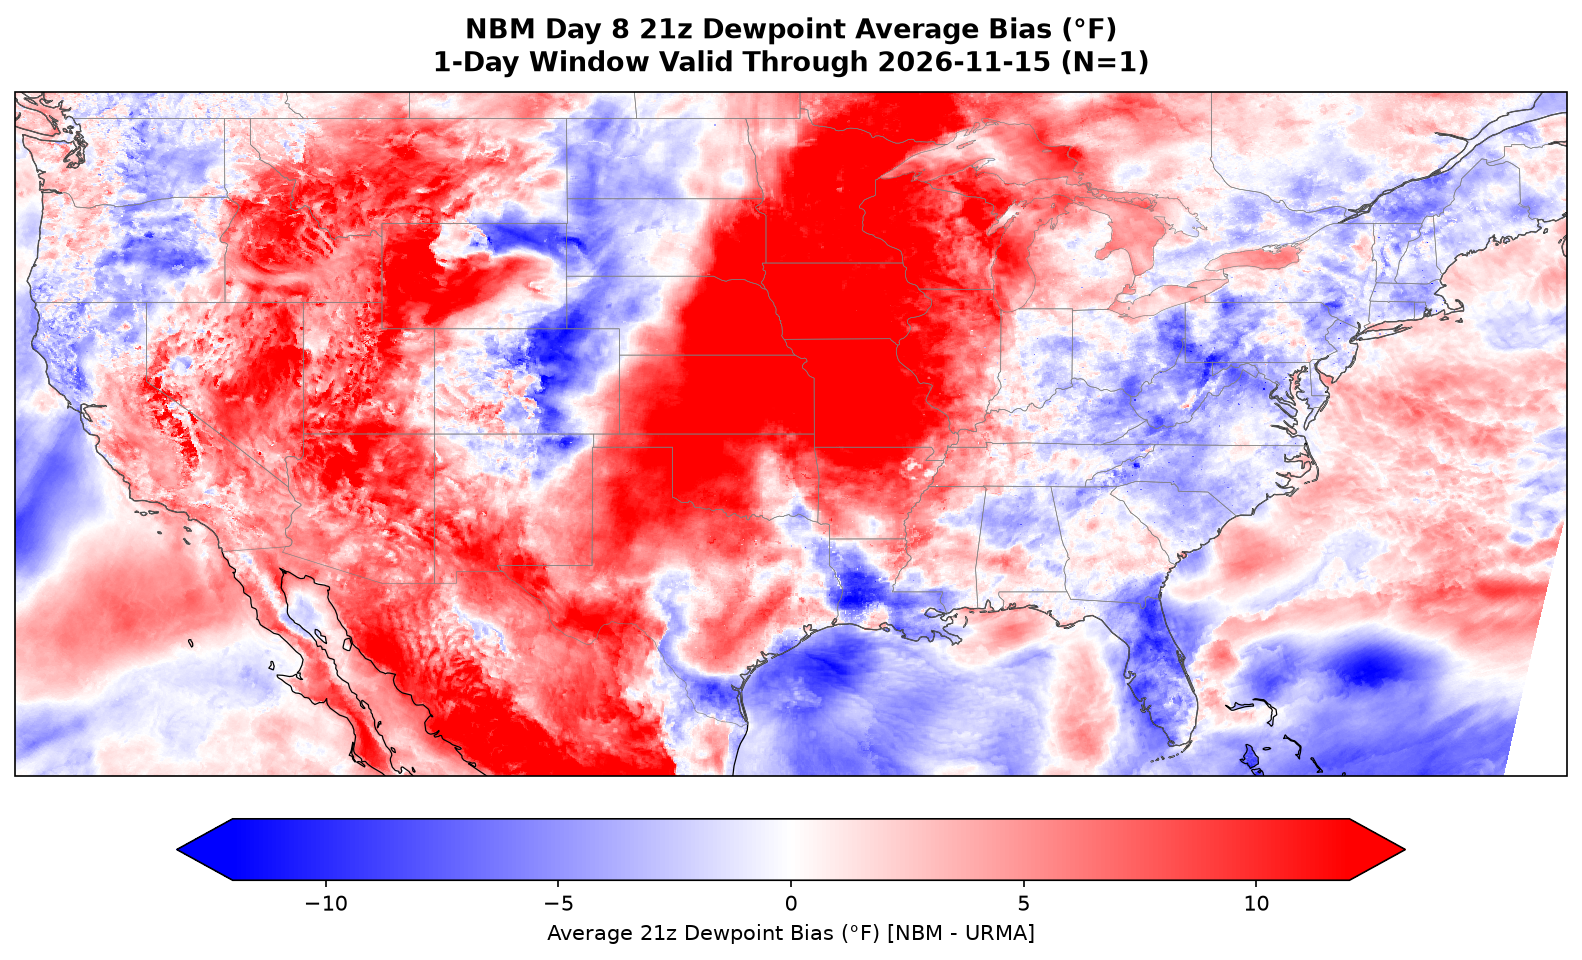 NBM Day 8 21z Dewpoint Average Bias (°F)
1-Day Window Valid Through 2026-11-15 (N=1)
−10 −5 0 5 10
Average 21z Dewpoint Bias (°F) [NBM - URMA]